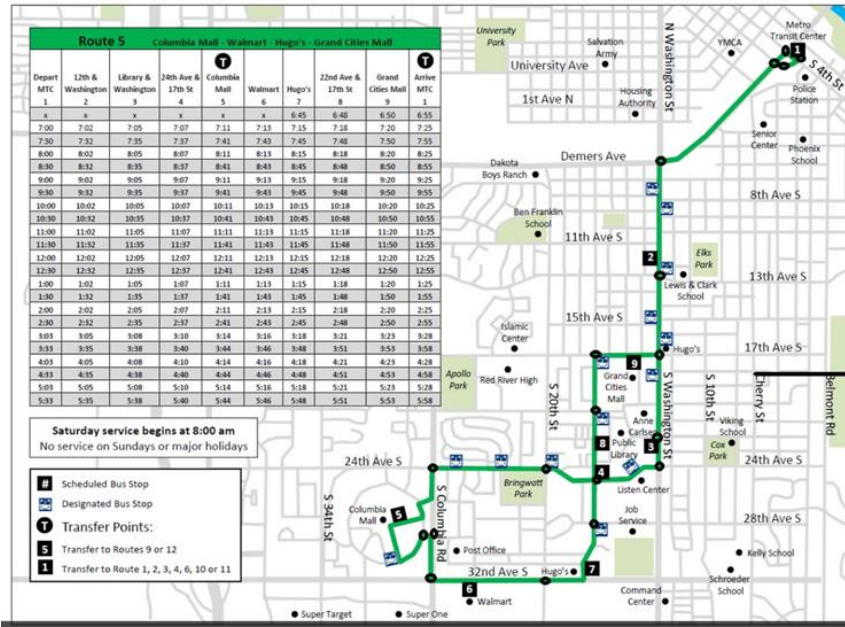 Route 5 Columbia Mall - Walmart - Hugo's - Grand Cities Mall
T T
Depart MTC 12th & Washington Library & Washington 24th Ave & 17th St Columbia Mall Walmart Hugo's 22nd Ave & 17th St Grand Cities Mall Arrive MTC
1 2 3 4 5 6 7 8 9 1
x x x x x x 6:45 6:48 6:50 6:55
7:00 7:02 7:05 7:07 7:11 7:13 7:15 7:18 7:20 7:25
7:30 7:32 7:35 7:37 7:41 7:43 7:45 7:48 7:50 7:55
8:00 8:02 8:05 8:07 8:11 8:13 8:15 8:18 8:20 8:25
8:30 8:32 8:35 8:37 8:41 8:43 8:45 8:48 8:50 8:55
9:00 9:02 9:05 9:07 9:11 9:13 9:15 9:18 9:20 9:25
9:30 9:32 9:35 9:37 9:41 9:43 9:45 9:48 9:50 9:55
10:00 10:02 10:05 10:07 10:11 10:13 10:15 10:18 10:20 10:25
10:30 10:32 10:35 10:37 10:41 10:43 10:45 10:48 10:50 10:55
11:00 11:02 11:05 11:07 11:11 11:13 11:15 11:18 11:20 11:25
11:30 11:32 11:35 11:37 11:41 11:43 11:45 11:48 11:50 11:55
12:00 12:02 12:05 12:07 12:11 12:13 12:15 12:18 12:20 12:25
12:30 12:32 12:35 12:37 12:41 12:43 12:45 12:48 12:50 12:55
1:00 1:02 1:05 1:07 1:11 1:13 1:15 1:18 1:20 1:25
1:30 1:32 1:35 1:37 1:41 1:43 1:45 1:48 1:50 1:55
2:00 2:02 2:05 2:07 2:11 2:13 2:15 2:18 2:20 2:25
2:30 2:32 2:35 2:37 2:41 2:43 2:45 2:48 2:50 2:55
3:03 3:05 3:08 3:10 3:14 3:16 3:18 3:21 3:23 3:28
3:33 3:35 3:38 3:40 3:44 3:46 3:48 3:51 3:53 3:58
4:03 4:05 4:08 4:10 4:14 4:16 4:18 4:21 4:23 4:28
4:33 4:35 4:38 4:40 4:44 4:46 4:48 4:51 4:53 4:58
5:03 5:05 5:08 5:10 5:14 5:16 5:18 5:21 5:23 5:28
5:33 5:35 5:38 5:40 5:44 5:46 5:48 5:51 5:53 5:58
Saturday service begins at 8:00 am
No service on Sundays or major holidays
# Scheduled Bus Stop
Designated Bus Stop
T Transfer Points:
5 Transfer to Routes 9 or 12
1 Transfer to Route 1, 2, 3, 4, 6, 10 or 11
University
Park
Salvation
Army
N Washington St
YMCA
Metro
Transit Center
1
University Ave
S 4th St
Police
Station
1st Ave N
Housing
Authority
Senior
Center
Phoenix
School
Demers Ave
Dakota
Boys Ranch
8th Ave S
Ben Franklin
School
11th Ave S
2
Elks
Park
13th Ave S
Lewis & Clark
School
15th Ave S
Islamic
Center
Hugo's
17th Ave S
Apollo
Park
Red River High
S 20th St
9
Grand
Cities
Mall
S Washington St
S 10th St
Cherry St
Belmont Rd
Anne
Carlsen
8
Public
Library
3
Viking
School
Cox
Park
24th Ave S
24th Ave S
4
Bringwatt
Park
Listen Center
S 34th St
S Columbia Rd
Columbia
Mall
5
Job
Service
28th Ave S
Post Office
Kelly School
Hugo's
7
32nd Ave S
Schroeder
School
6
Walmart
Command
Center
Super Target
Super One